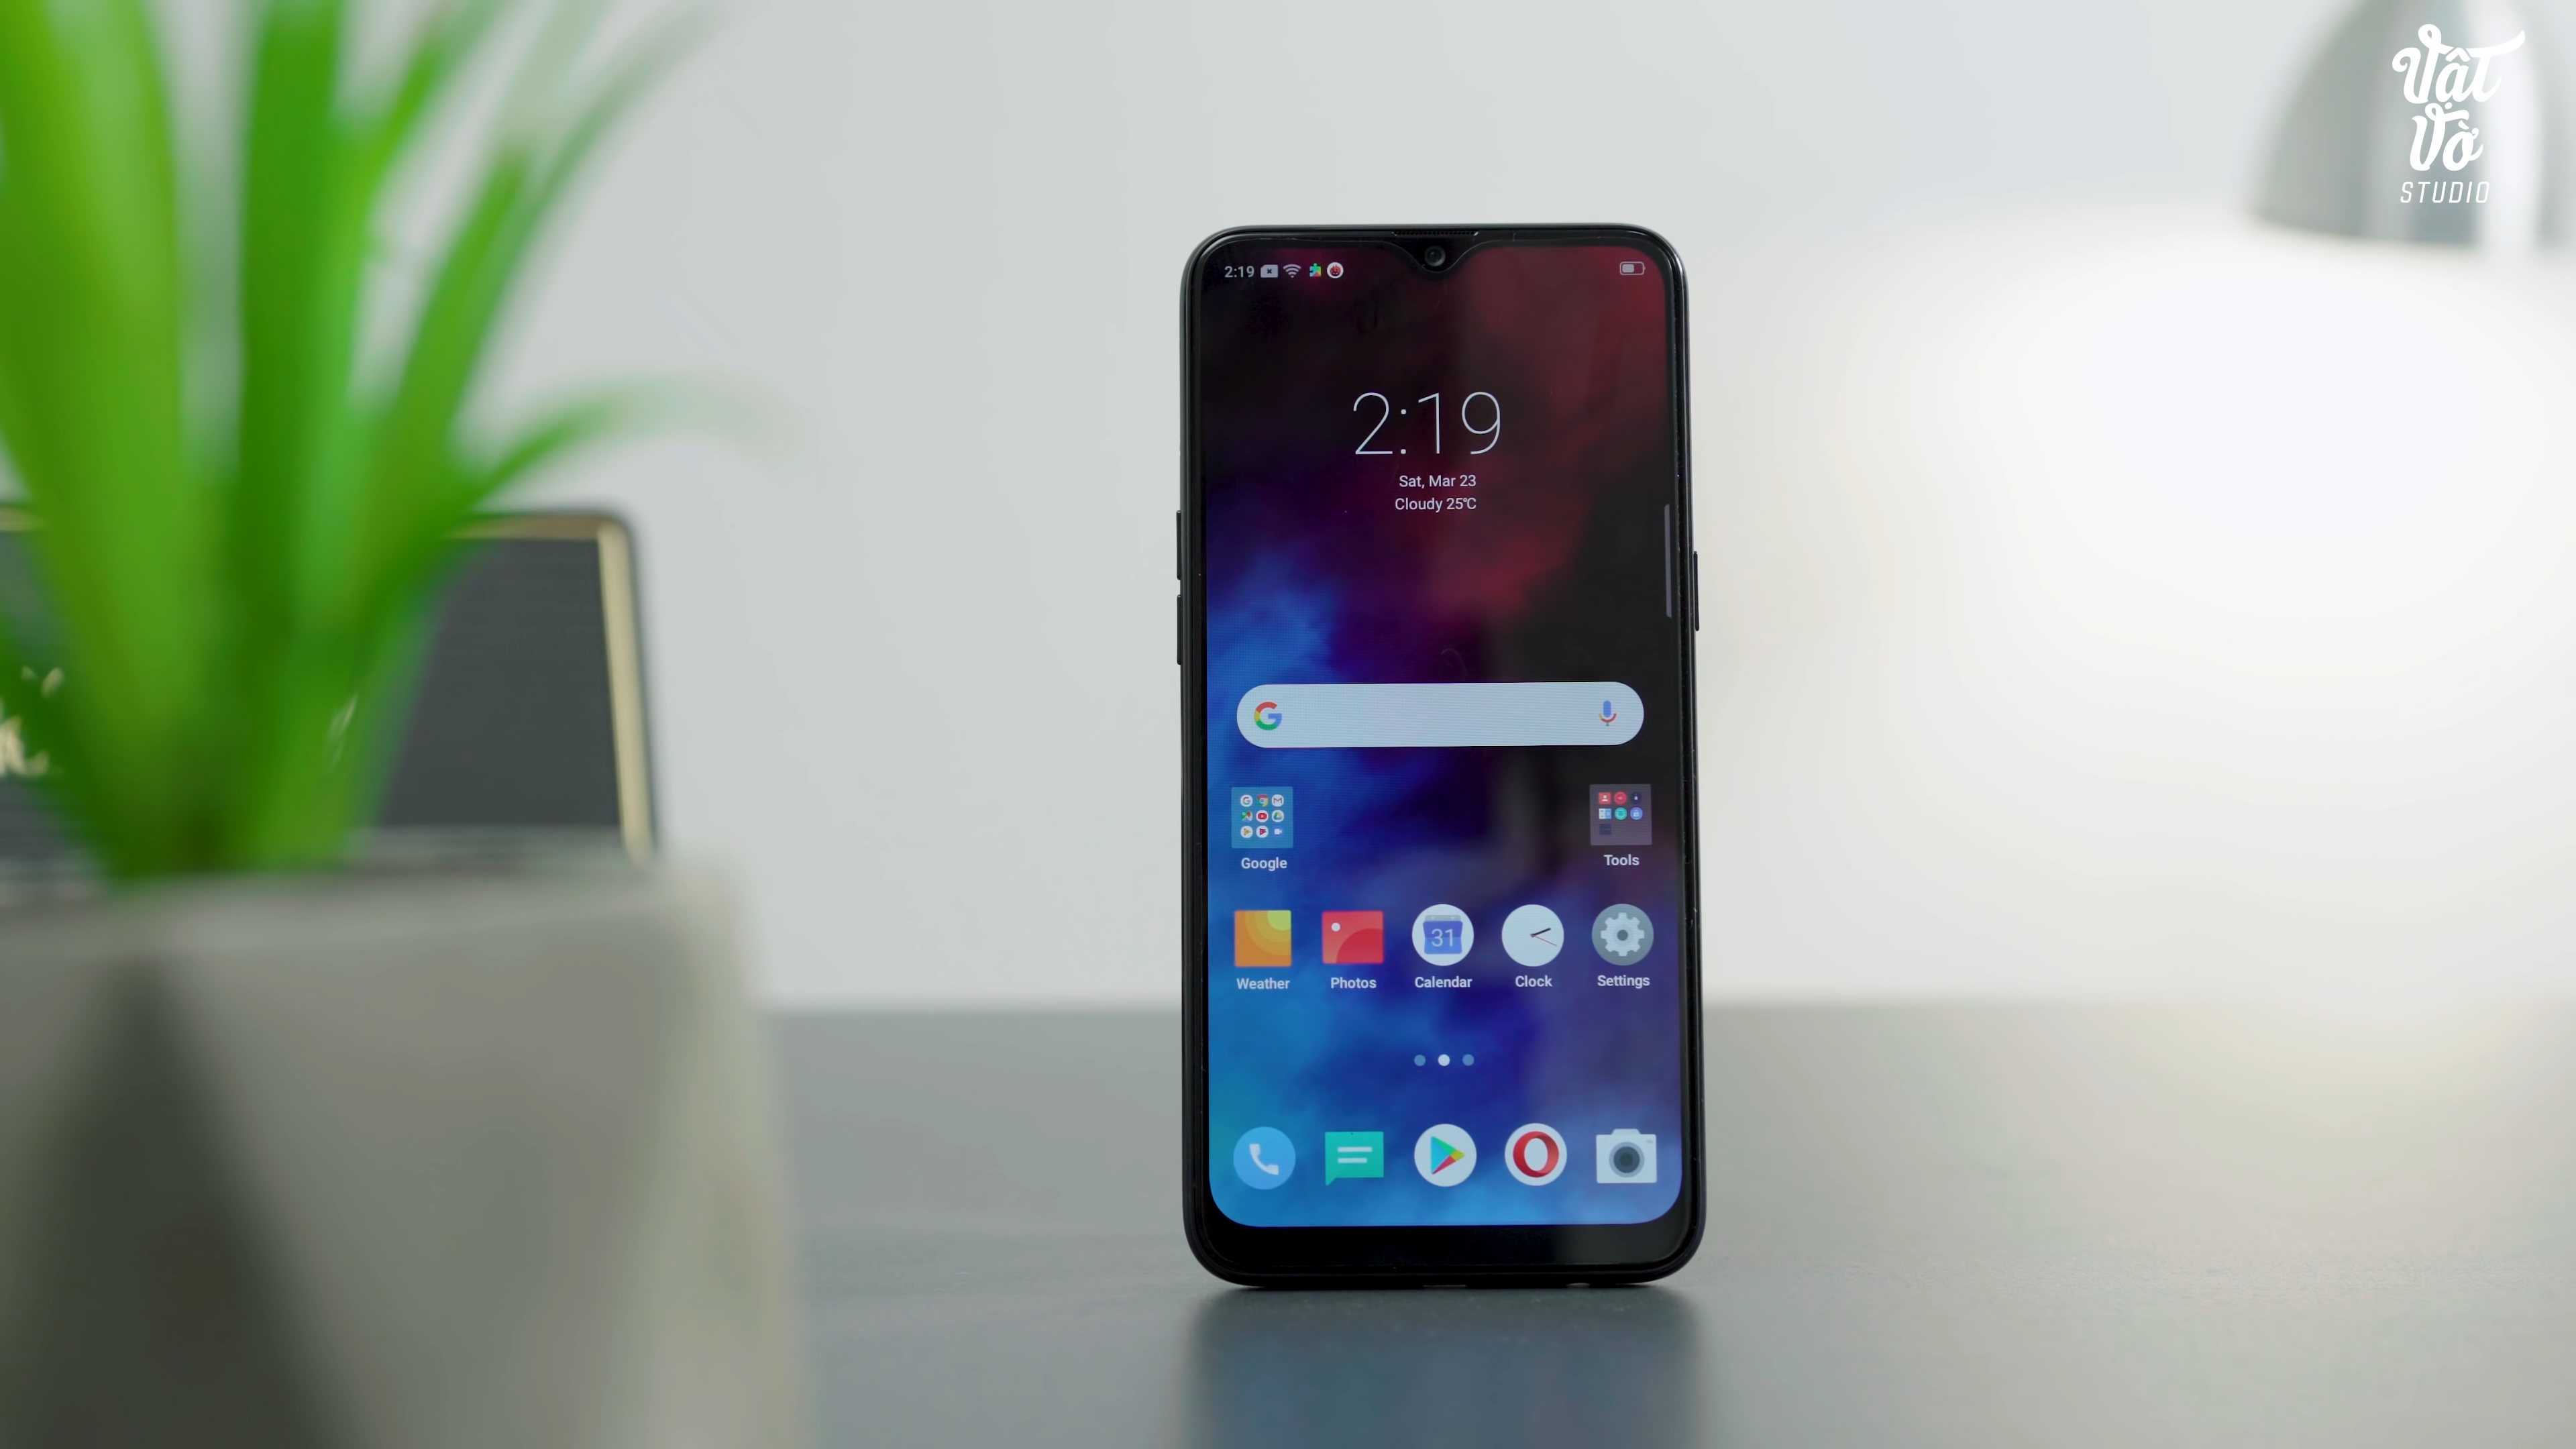 Vật
Vờ
STUDIO
2:19
2:19
Sat, Mar 23
Cloudy 25℃
Google
Tools
Weather
Photos
31
Calendar
Clock
Settings